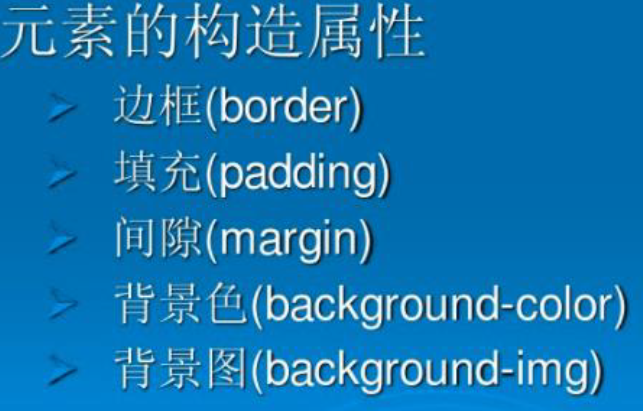 元素的构造属性
边框(border)
填充(padding)
间隙(margin)
背景色(background-color)
背景图(background-img)